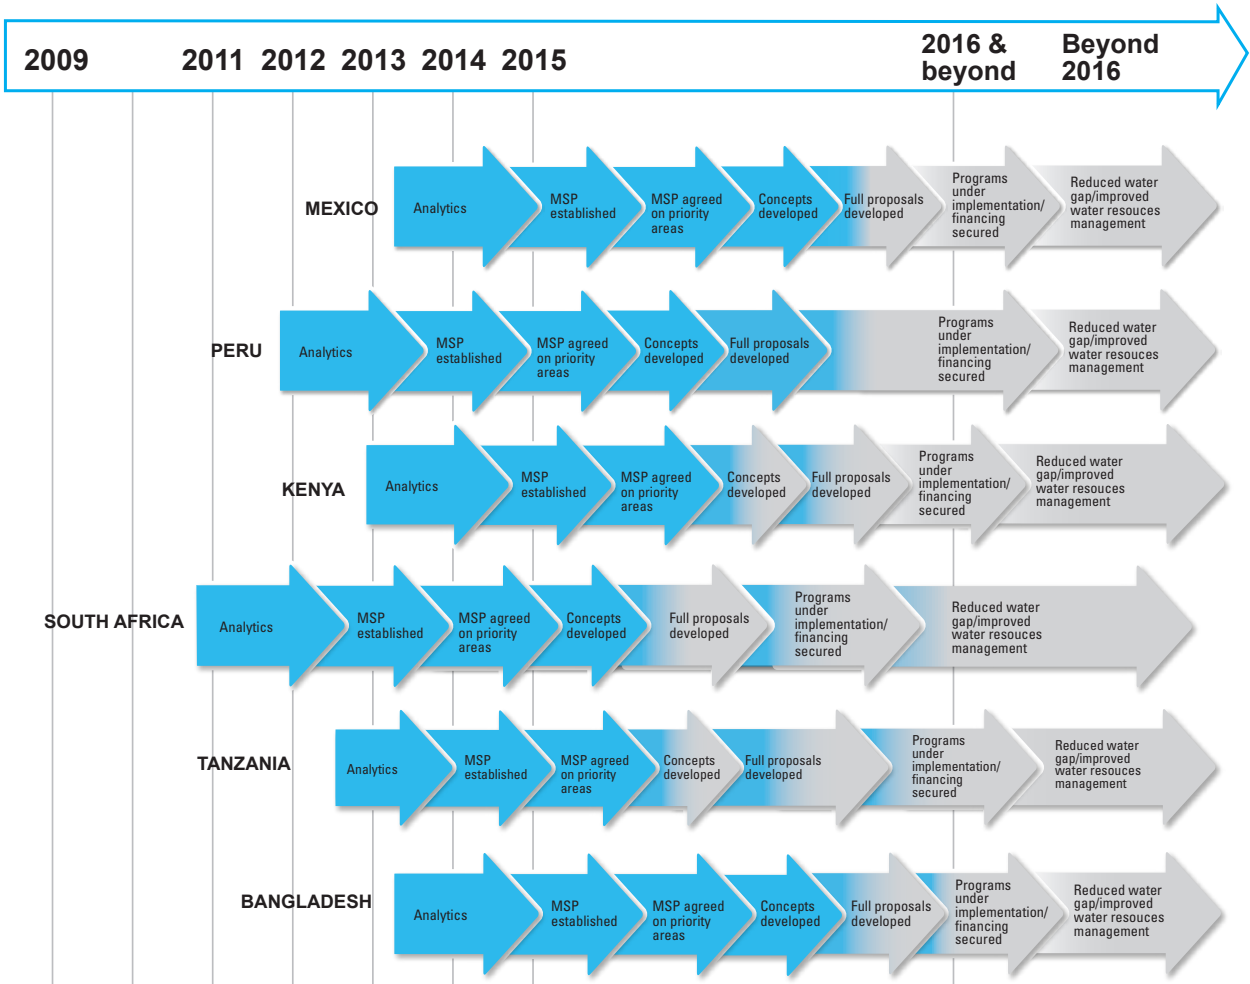 2009
2011
2012
2013
2014
2015
2016 &
beyond
Beyond
2016
MEXICO
Analytics
MSP
established
MSP agreed
on priority
areas
Concepts
developed
Full proposals
developed
Programs
under
implementation/
financing
secured
Reduced water
gap/improved
water resouces
management
PERU
Analytics
MSP
established
MSP agreed
on priority
areas
Concepts
developed
Full proposals
developed
Programs
under
implementation/
financing
secured
Reduced water
gap/improved
water resouces
management
KENYA
Analytics
MSP
established
MSP agreed
on priority
areas
Concepts
developed
Full proposals
developed
Programs
under
implementation/
financing
secured
Reduced water
gap/improved
water resouces
management
SOUTH AFRICA
Analytics
MSP
established
MSP agreed
on priority
areas
Concepts
developed
Full proposals
developed
Programs
under
implementation/
financing
secured
Reduced water
gap/improved
water resouces
management
TANZANIA
Analytics
MSP
established
MSP agreed
on priority
areas
Concepts
developed
Full proposals
developed
Programs
under
implementation/
financing
secured
Reduced water
gap/improved
water resouces
management
BANGLADESH
Analytics
MSP
established
MSP agreed
on priority
areas
Concepts
developed
Full proposals
developed
Programs
under
implementation/
financing
secured
Reduced water
gap/improved
water resouces
management